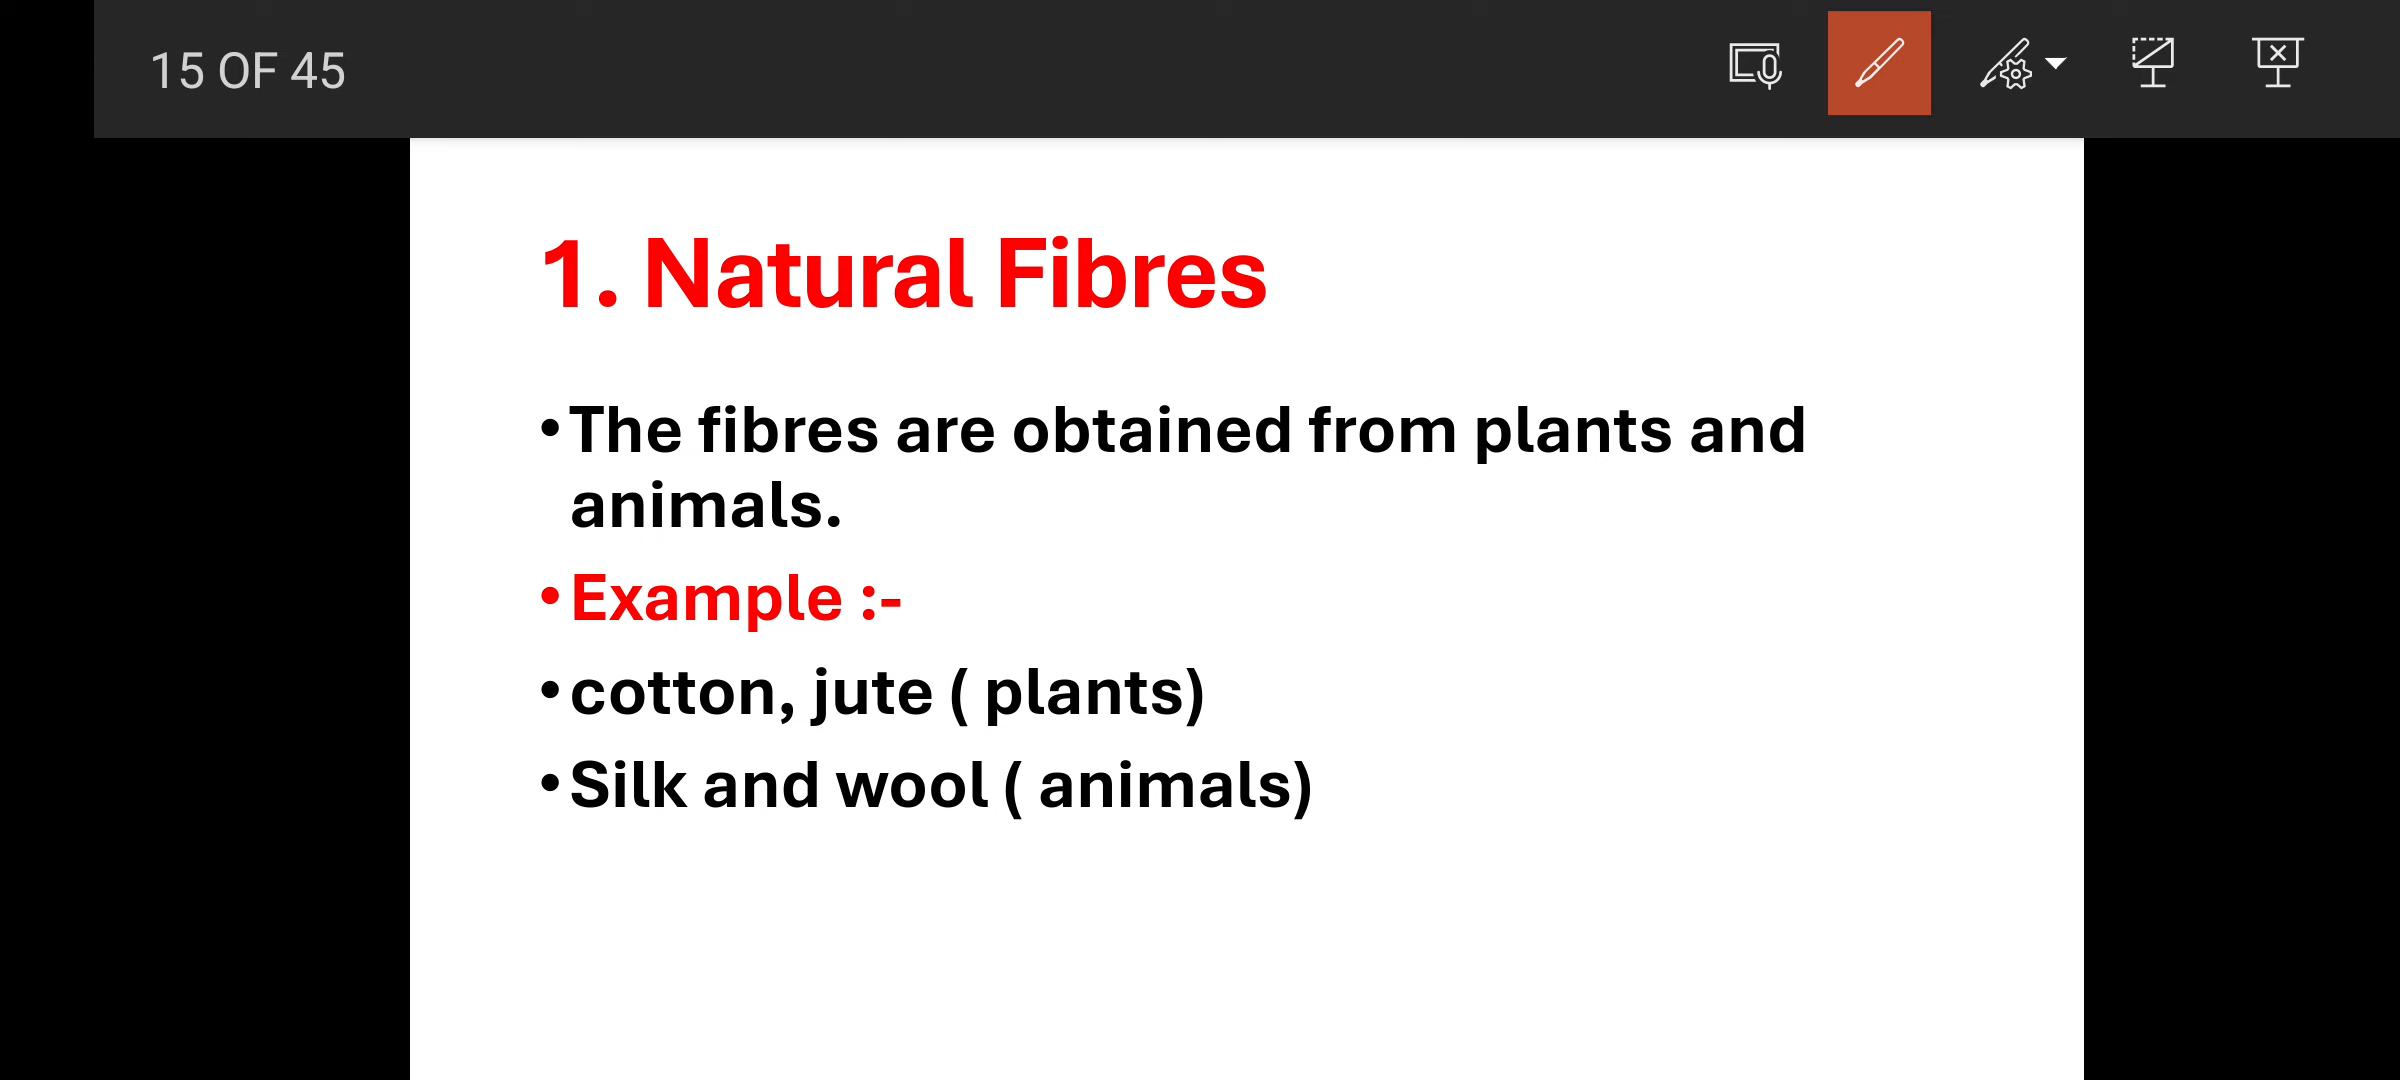 15 OF 45
1. Natural Fibres
•The fibres are obtained from plants and
animals.
•Example :-
•cotton, jute ( plants)
•Silk and wool ( animals)